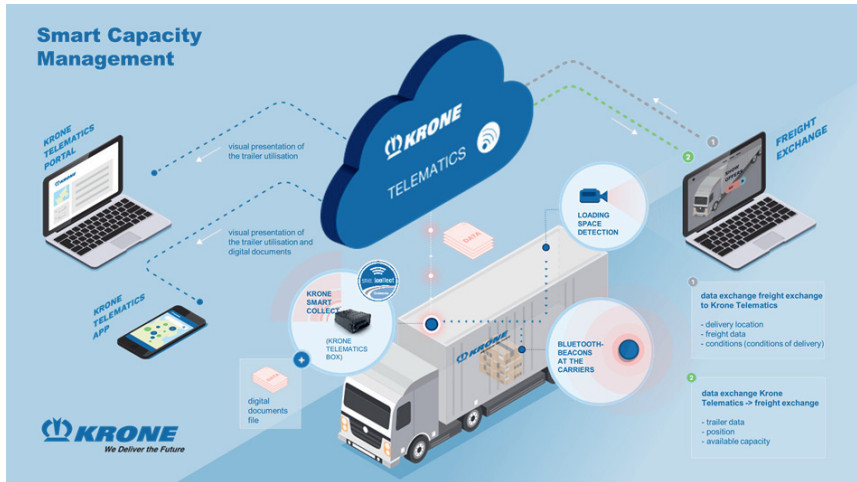 Smart Capacity
Management
KRONE
TELEMATICS
PORTAL
KRONE
visual presentation of
the trailer utilisation
KRONE
TELEMATICS
FREIGHT
EXCHANGE
1
2
visual presentation
of the trailer utilisation and
digital documents
KRONE
TELEMATICS
APP
DATA
LOADING
SPACE
DETECTION
KRONE
SMART
COLLECT
(KRONE
TELEMATICS
BOX)
KRONE
BLUETOOTH-
BEACONS
AT THE
CARRIERS
DATA
digital
documents
file
1
data exchange freight exchange
to Krone Telematics
- delivery location
- freight data
- conditions (conditions of delivery)
2
data exchange Krone
Telematics -> freight exchange
- trailer data
- position
- available capacity
KRONE
We Deliver the Future